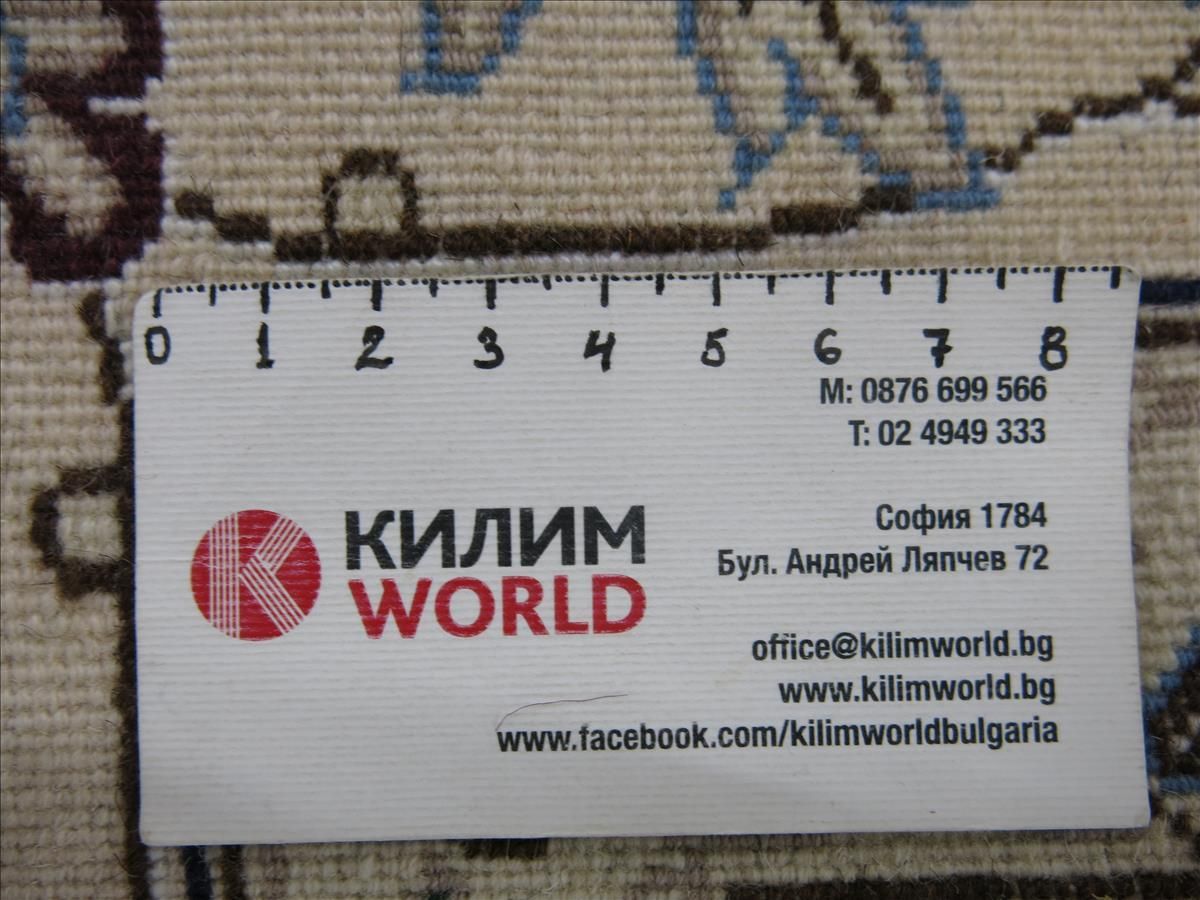 0 1 2 3 4 5 6 7 8
М: 0876 699 566
Т: 02 4949 333
София 1784
Бул. Андрей Ляпчев 72
КИЛИМ
WORLD
office@kilimworld.bg
www.kilimworld.bg
www.facebook.com/kilimworldbulgaria